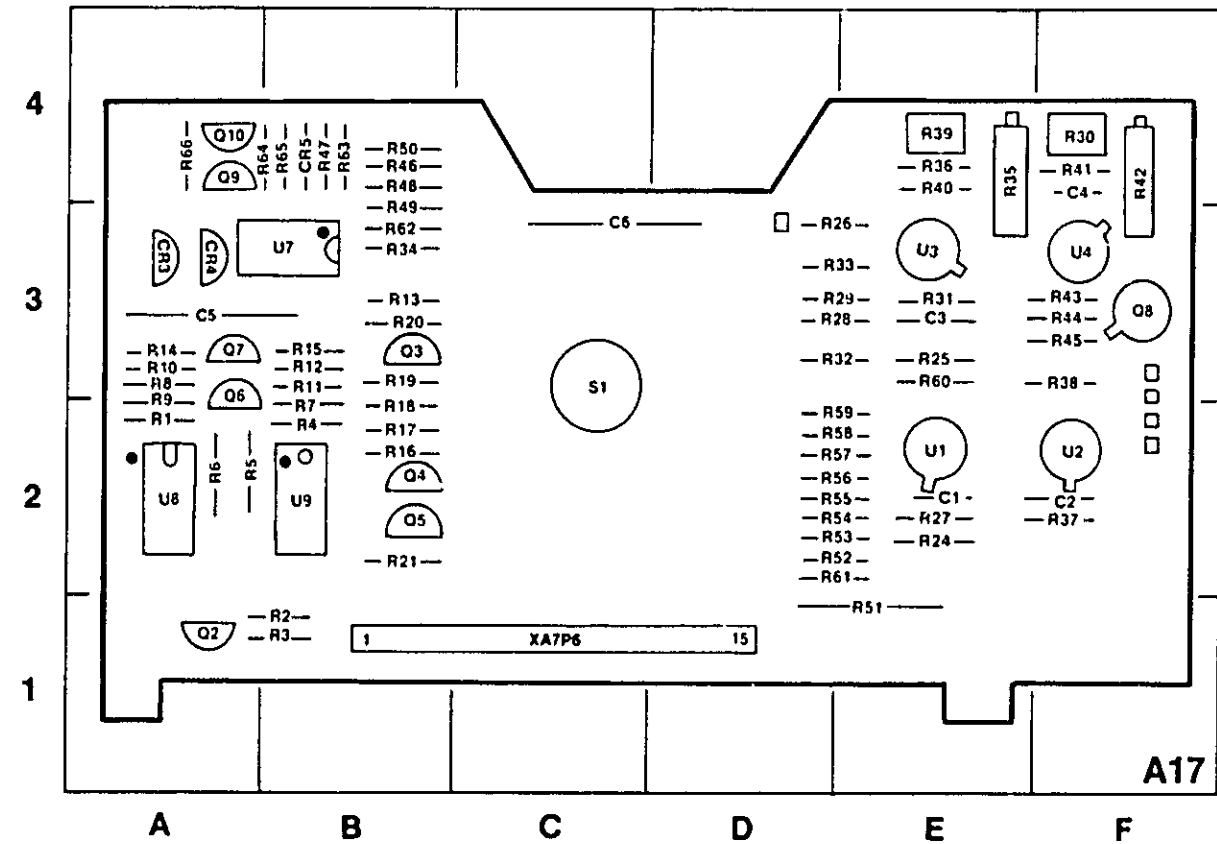 4
Q10
R66
R64
R65
CR5
R47
R63
Q9
R50
R46
R48
R49
R62
R34
R39
R36
R40
R35
R30
R41
C4
R42
C6
R26
CR3
CR4
U7
U3
U4
R33
3
R13
R20
R29
R28
R31
C3
R43
R44
R45
Q8
C5
R14
R10
R8
R9
R1
Q7
Q6
R15
R12
R11
R7
R4
Q3
R19
R18
R17
R16
S1
R32
R25
R60
R38
R59
R58
R57
R56
R55
R54
R53
R52
R61
U1
U2
C1
R27
R24
C2
R37
2
U8
R6
R5
U9
Q4
Q5
R21
R51
Q2
R2
R3
1 XA7P6 15
1
A17
A B C D E F